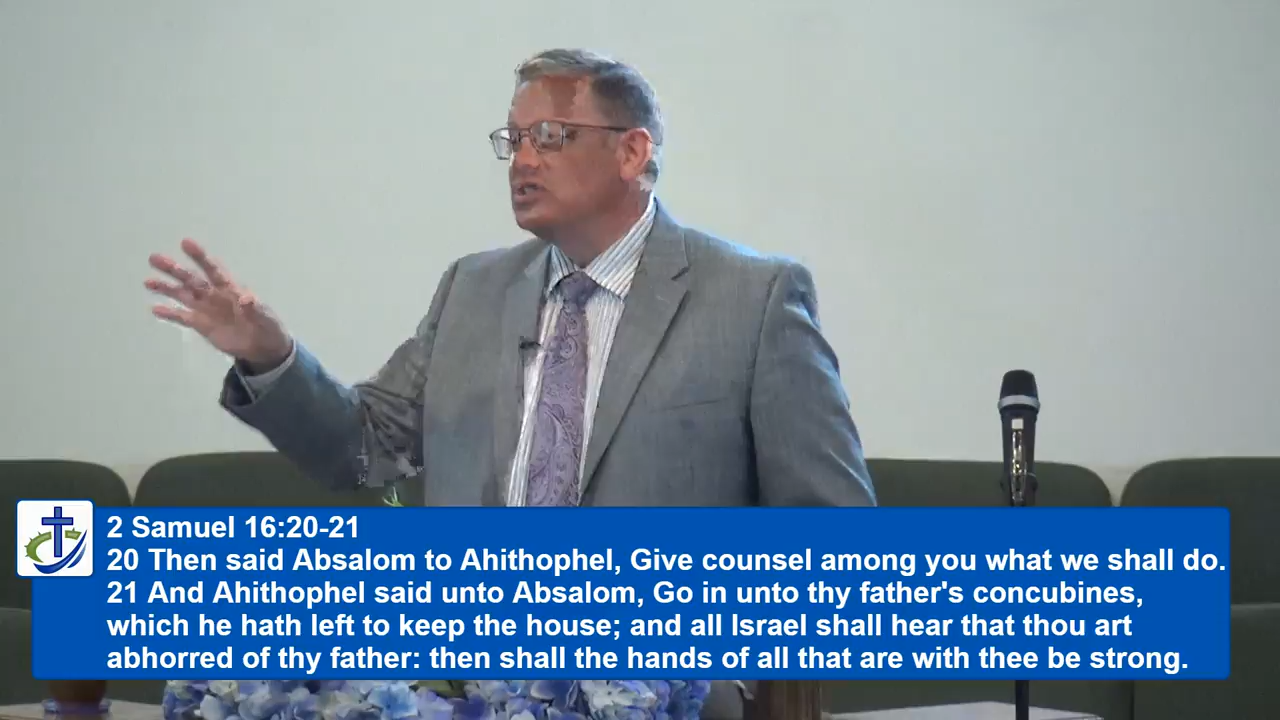 2 Samuel 16:20-21
20 Then said Absalom to Ahithophel, Give counsel among you what we shall do.
21 And Ahithophel said unto Absalom, Go in unto thy father's concubines,
which he hath left to keep the house; and all Israel shall hear that thou art
abhorred of thy father: then shall the hands of all that are with thee be strong.